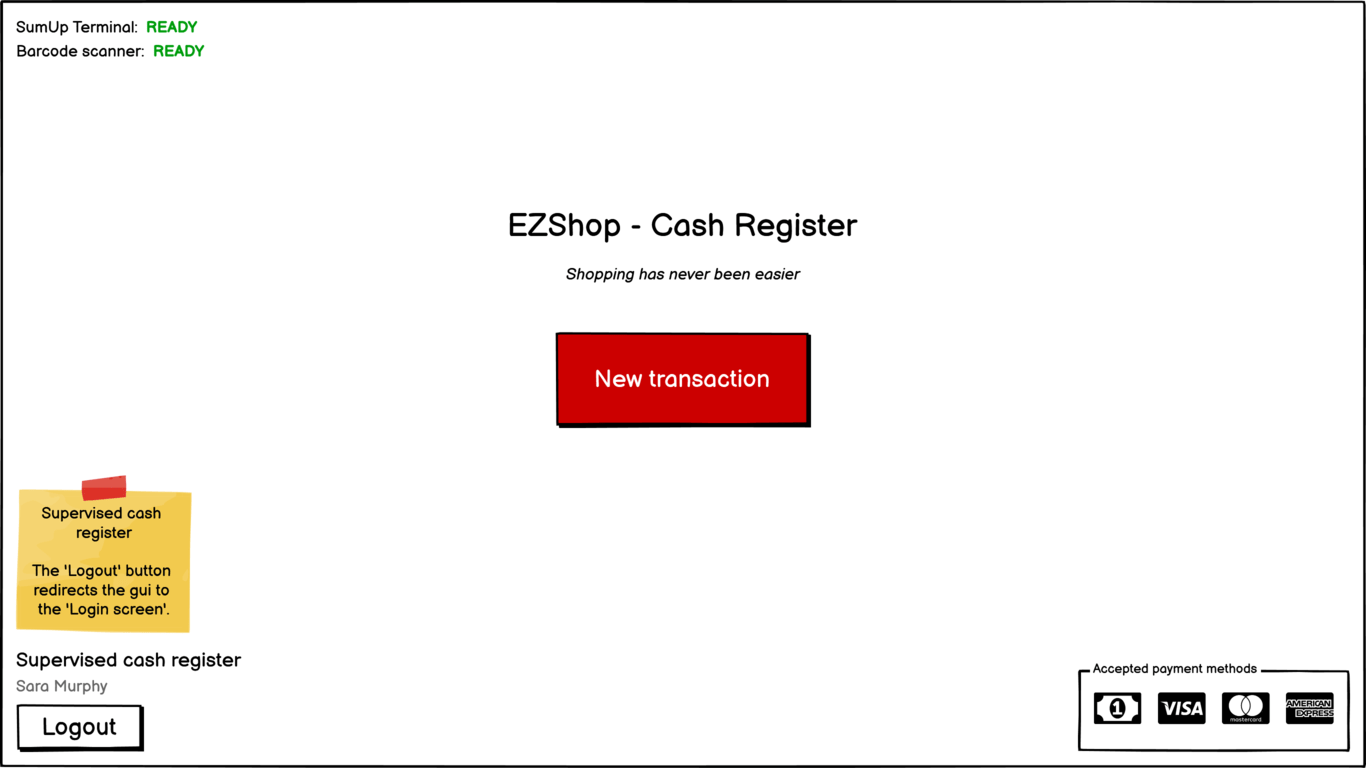 SumUp Terminal: READY
Barcode scanner: READY
EZShop - Cash Register
Shopping has never been easier
New transaction
Supervised cash
register
The 'Logout' button
redirects the gui to
the 'Login screen'.
Supervised cash register
Sara Murphy
Logout
Accepted payment methods
1
VISA
mastercard
AMERICAN
EXPRESS